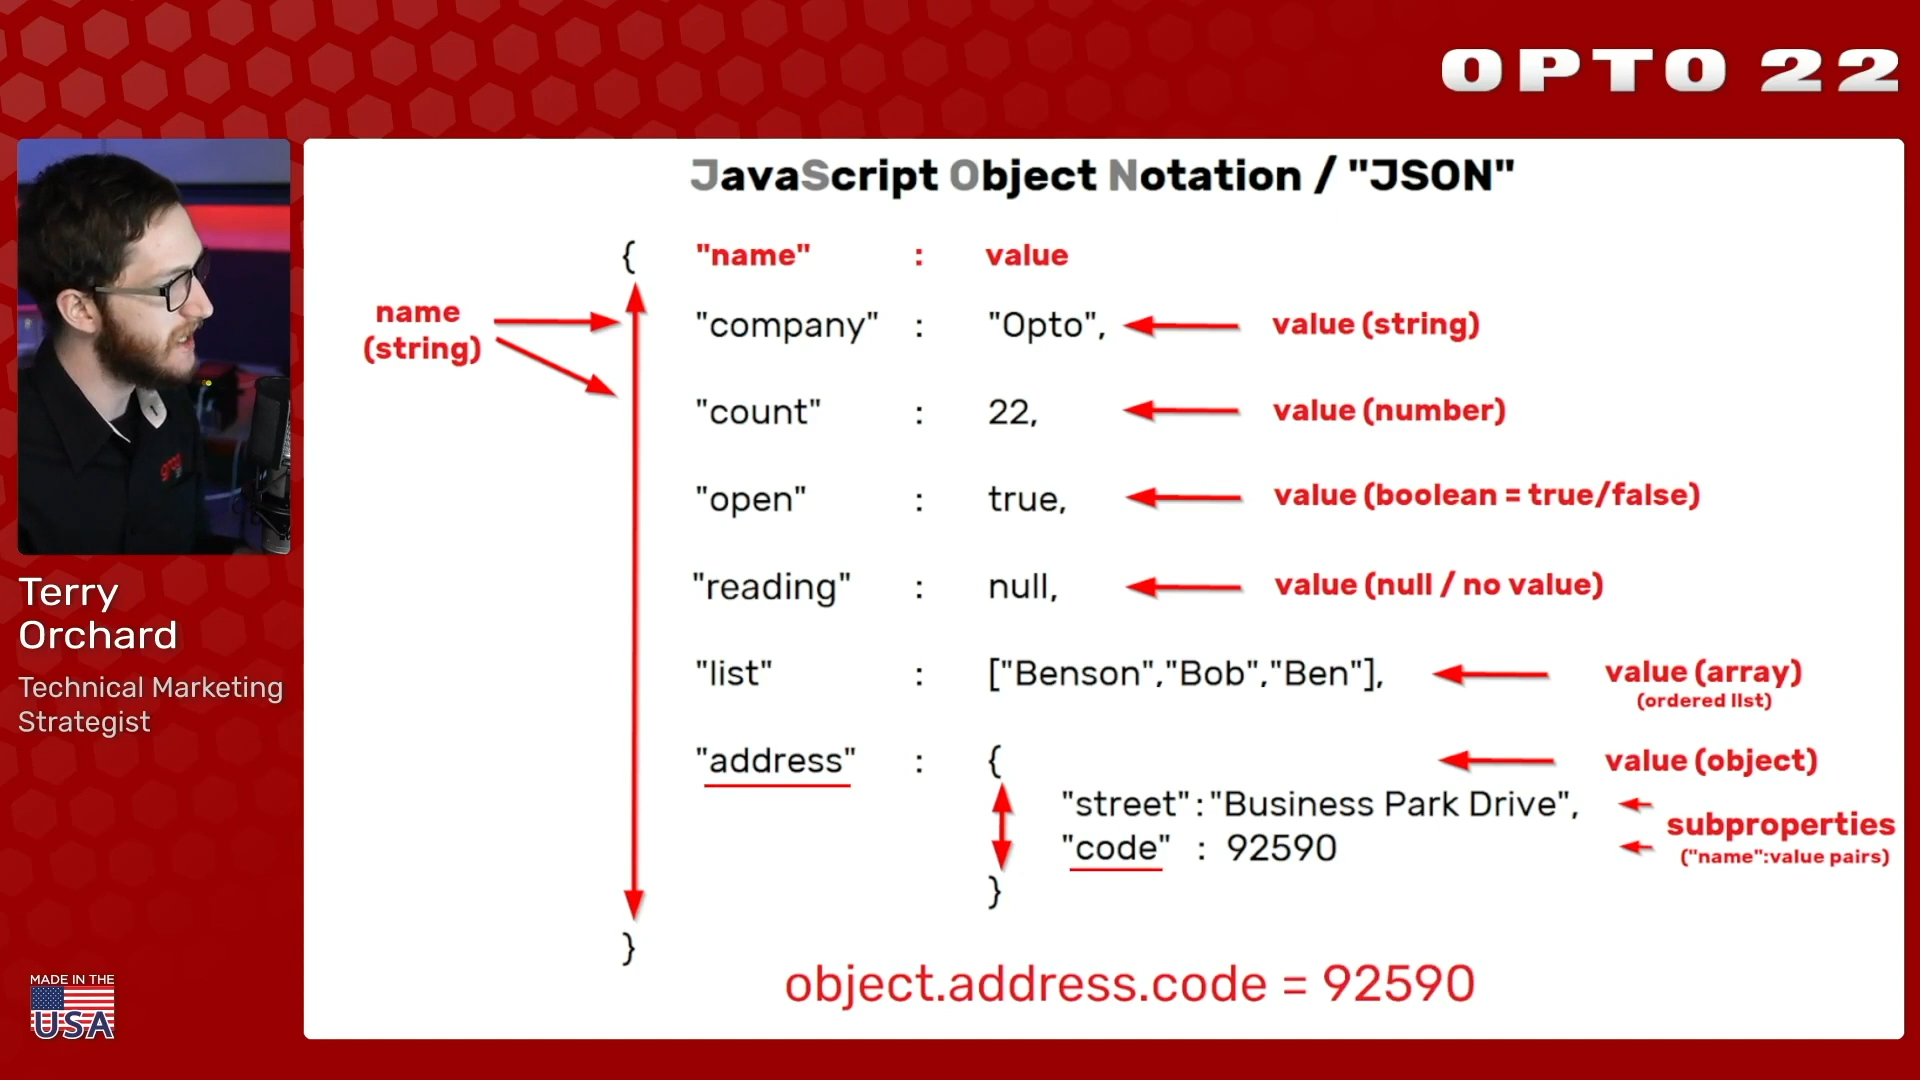 OPTO 22
JavaScript Object Notation / "JSON"
{ "name" : value
name
(string)
"company" : "Opto", value (string)
"count" : 22, value (number)
"open" : true, value (boolean = true/false)
"reading" : null, value (null / no value)
"list" : ["Benson","Bob","Ben"], value (array)
(ordered list)
"address" : { value (object)
"street":"Business Park Drive",
"code" : 92590
subproperties
("name":value pairs)
}
}
object.address.code = 92590
Terry
Orchard
Technical Marketing
Strategist
MADE IN THE
USA